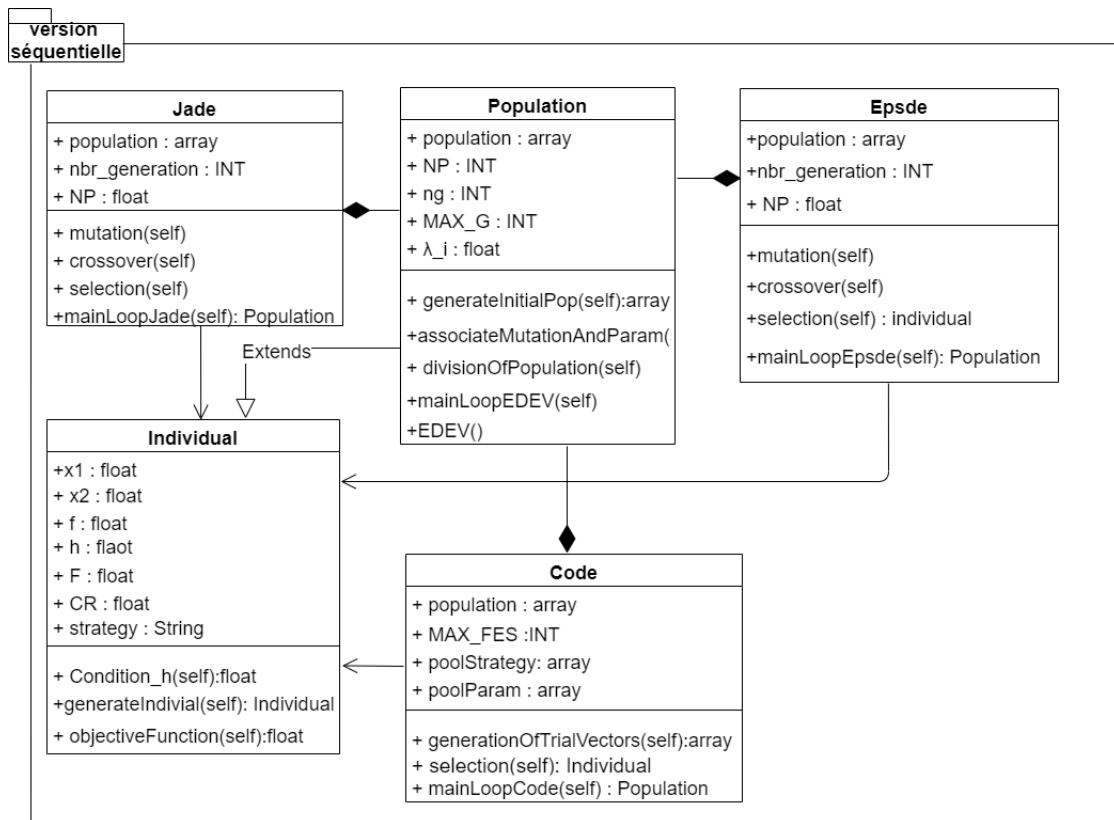 version
séquentielle
Jade
+ population : array
+ nbr_generation : INT
+ NP : float
+ mutation(self)
+ crossover(self)
+ selection(self)
+mainLoopJade(self): Population
Population
+ population : array
+ NP : INT
+ ng : INT
+ MAX_G : INT
+ λ_i : float
+ generateInitialPop(self):array
+associateMutationAndParam(
+ divisionOfPopulation(self)
+mainLoopEDEV(self)
+EDEV()
Epsde
+population : array
+nbr_generation : INT
+ NP : float
+mutation(self)
+crossover(self)
+selection(self) : individual
+mainLoopEpsde(self): Population
Extends
Individual
+x1 : float
+ x2 : float
+ f : float
+ h : flaot
+ F : float
+ CR : float
+ strategy : String
+ Condition_h(self):float
+generateIndivial(self): Individual
+ objectiveFunction(self):float
Code
+ population : array
+ MAX_FES :INT
+ poolStrategy: array
+ poolParam : array
+ generationOfTrialVectors(self):array
+ selection(self): Individual
+ mainLoopCode(self) : Population